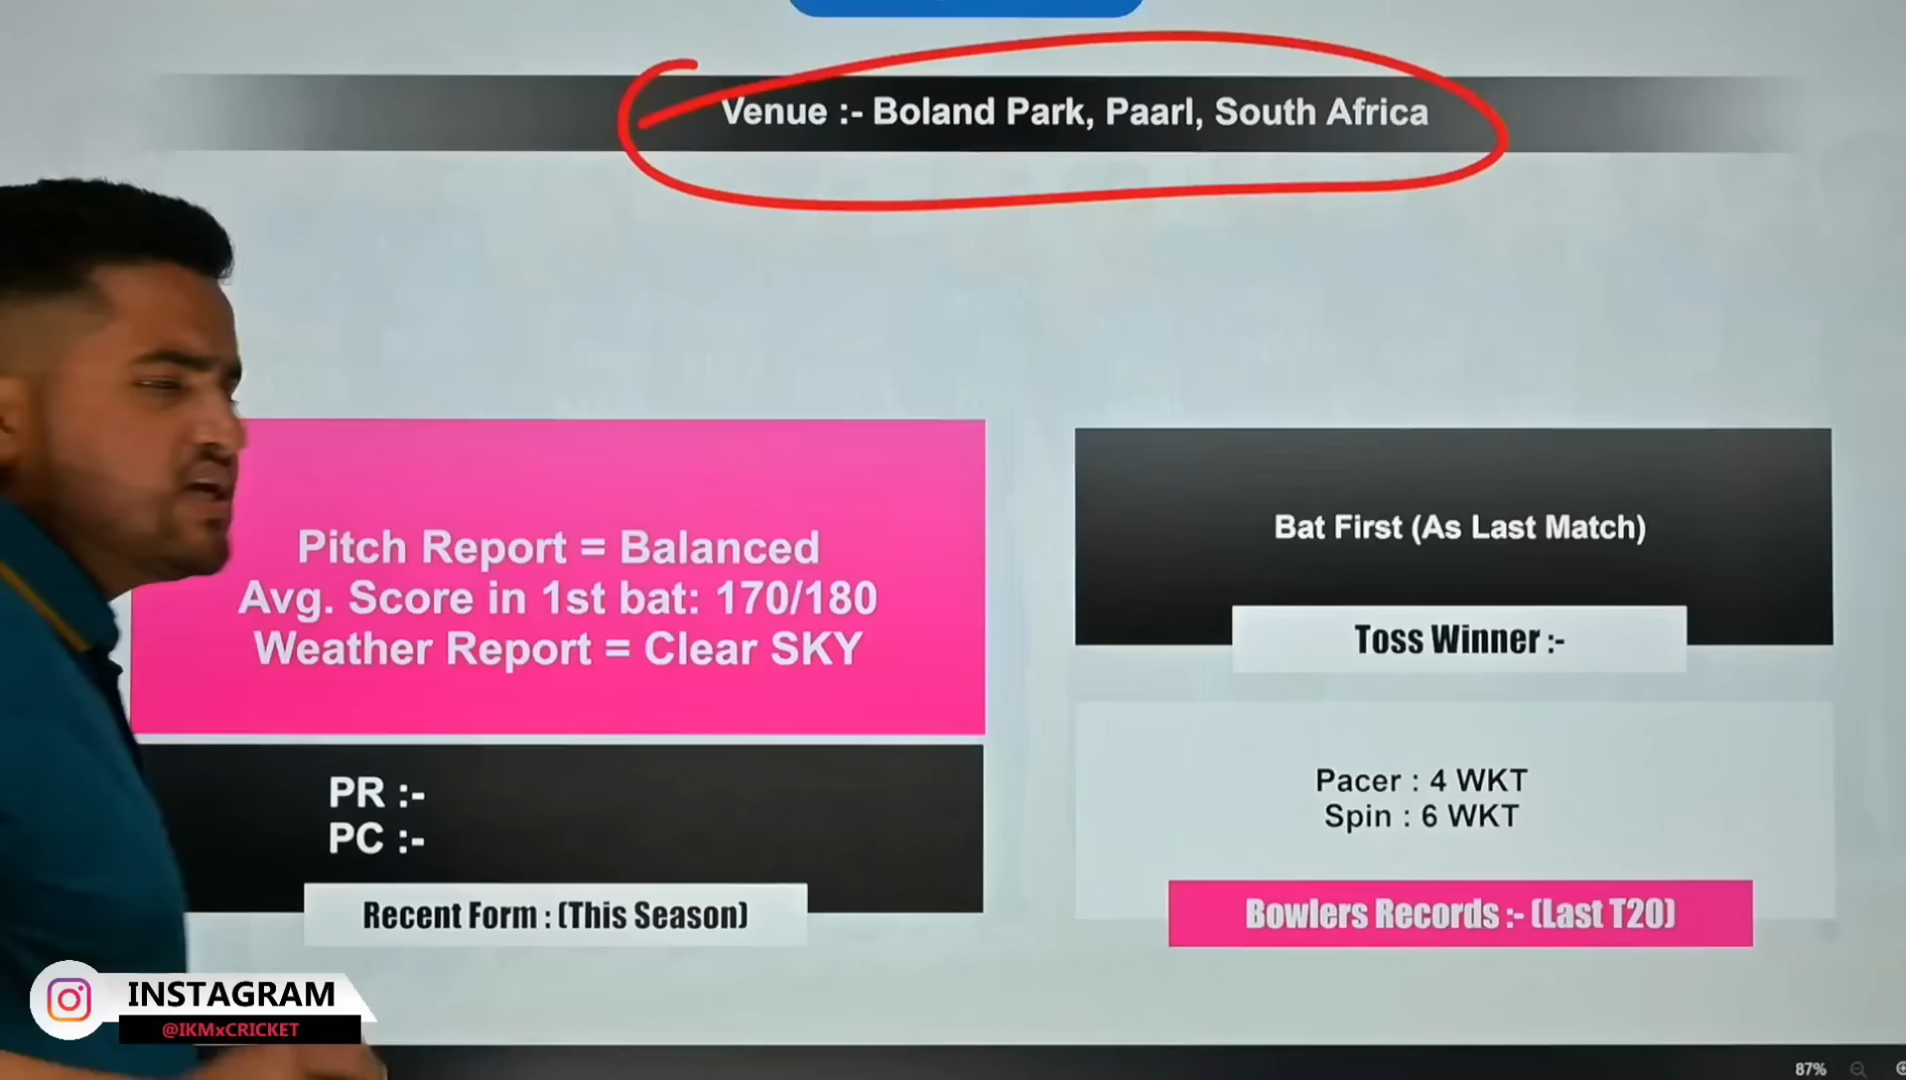 Venue :- Boland Park, Paarl, South Africa
Pitch Report = Balanced
Avg. Score in 1st bat: 170/180
Weather Report = Clear SKY
Bat First (As Last Match)
Toss Winner :-
PR :-
PC :-
Recent Form : (This Season)
Pacer : 4 WKT
Spin : 6 WKT
Bowlers Records :- (Last T20)
INSTAGRAM
@IKMxCRICKET
87%